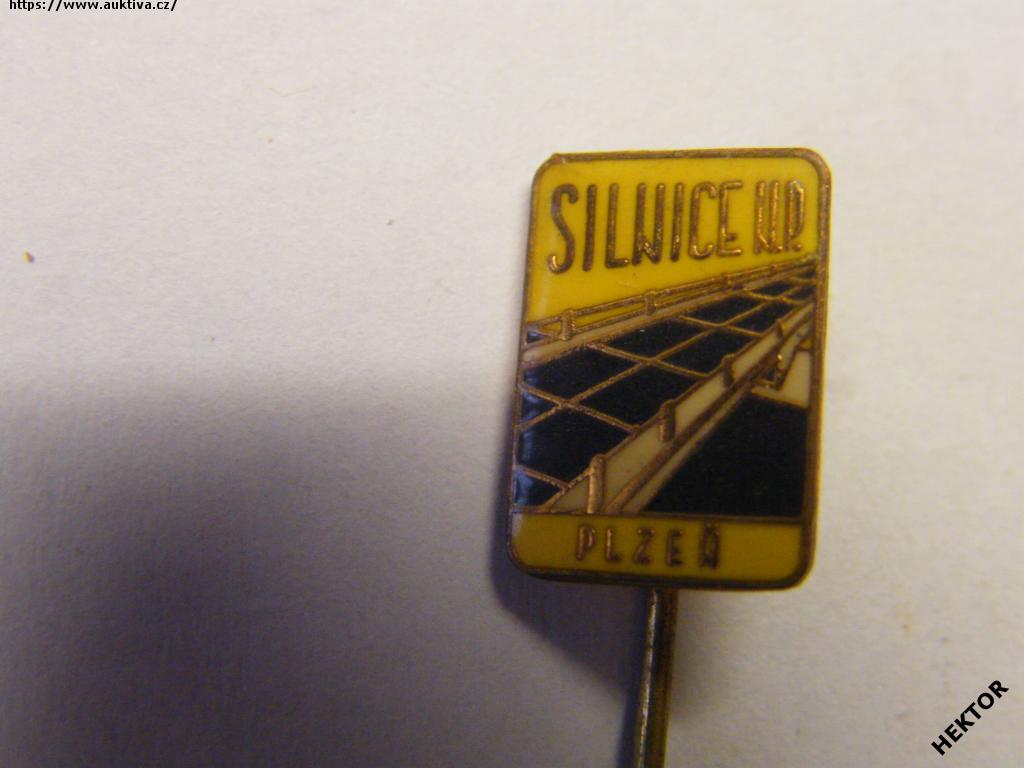 https://www.auktiva.cz/
SILNICE N.P.
PLZEŇ
HEKTOR